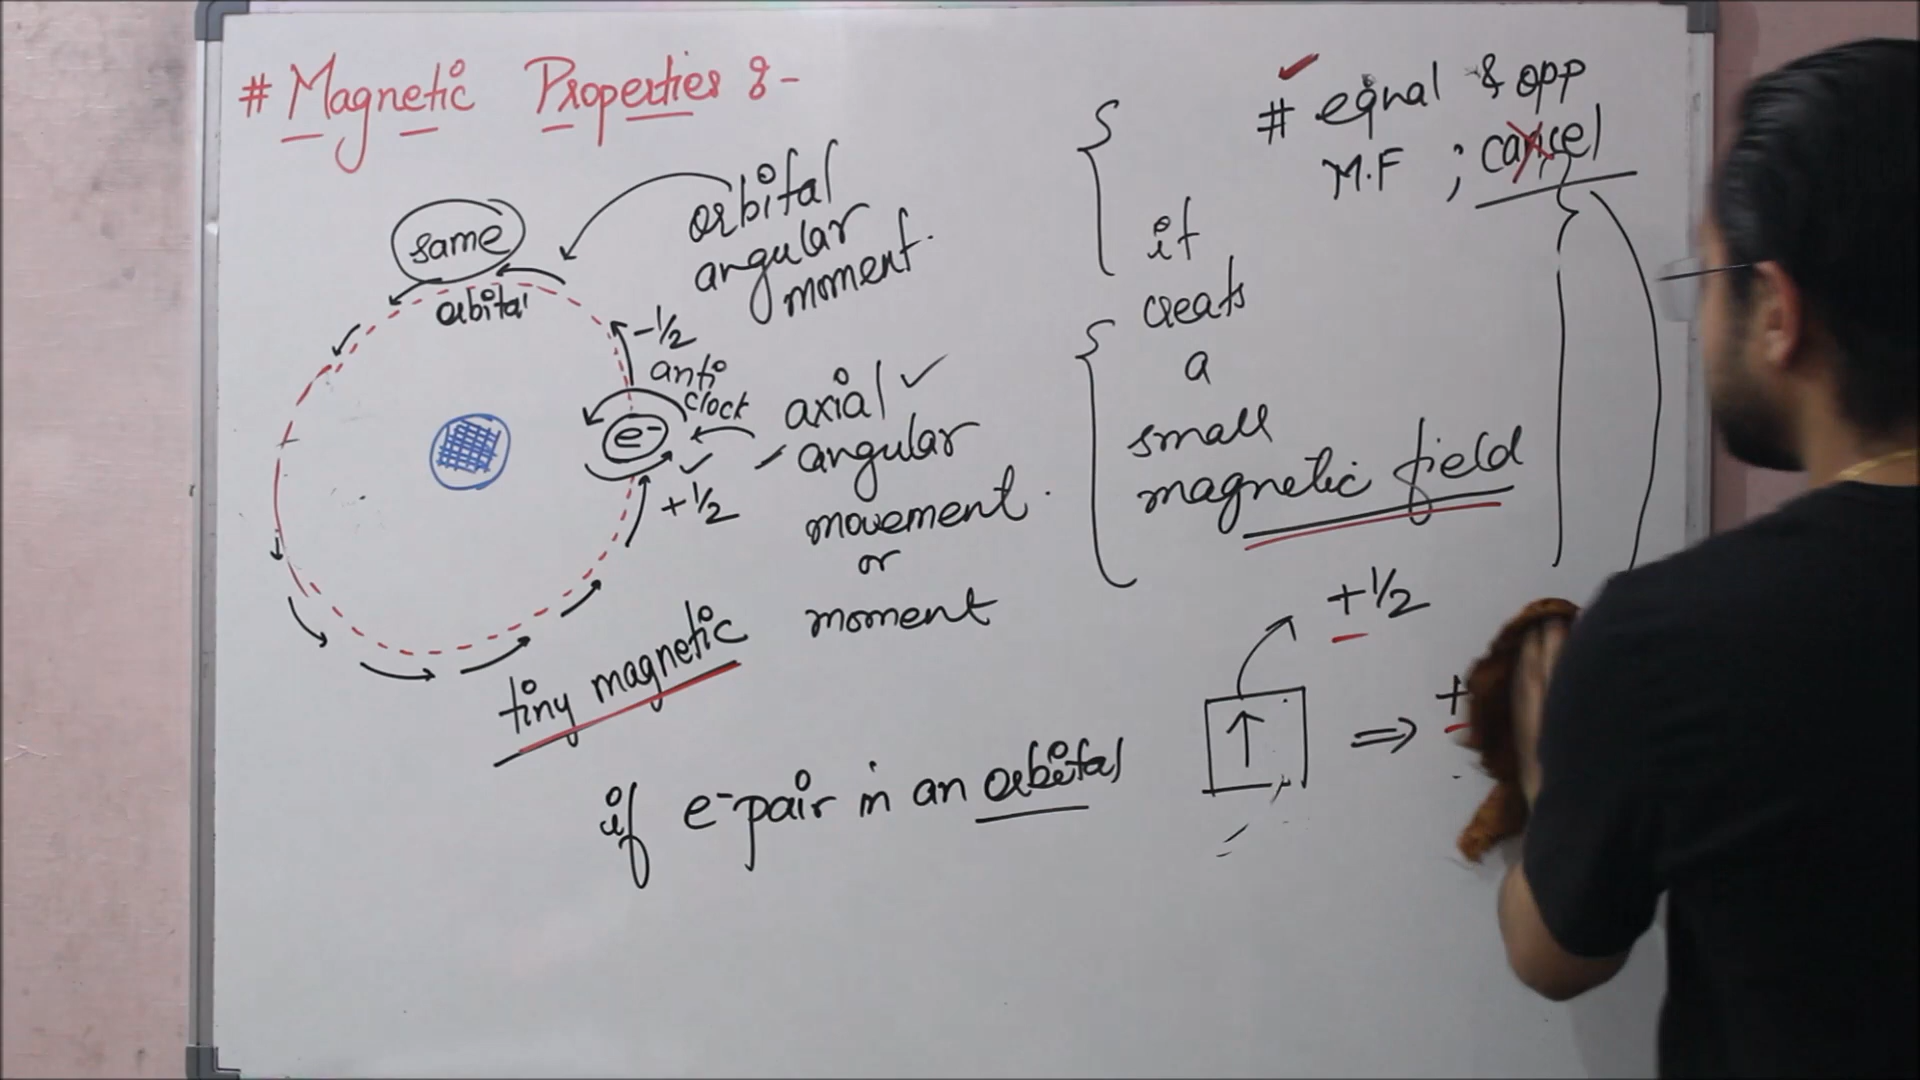 # Magnetic Properties :-
# equal & opp
M.F ; cancel
orbital
angular
moment.
same
orbital
-1/2
anti
clock
e-
+1/2
axial ✓
angular
movement
or
moment
it
creats
a
small
magnetic field
tiny magnetic
+1/2
↑ ⇒ +
if e-pair in an orbital